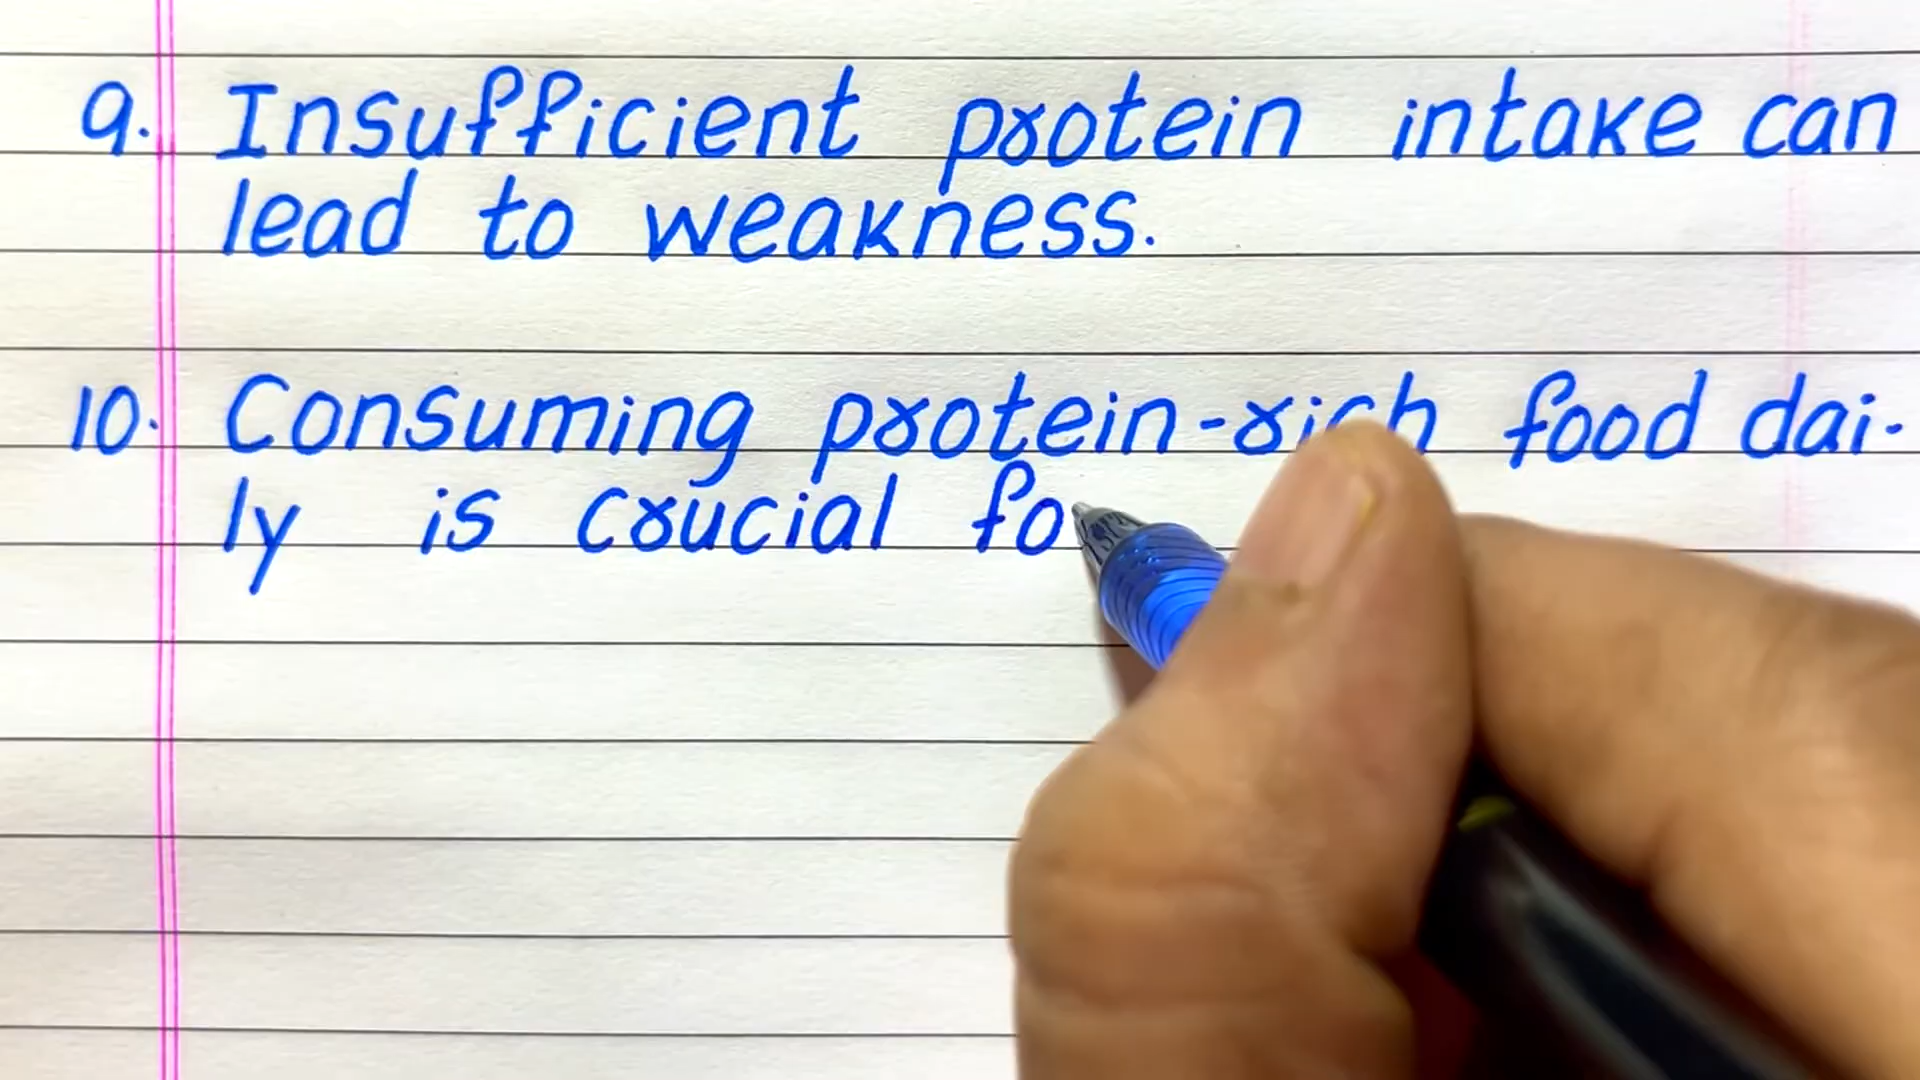 9. Insufficient protein intake can
lead to weakness.
10. Consuming protein-rich food dai-
ly is crucial fo